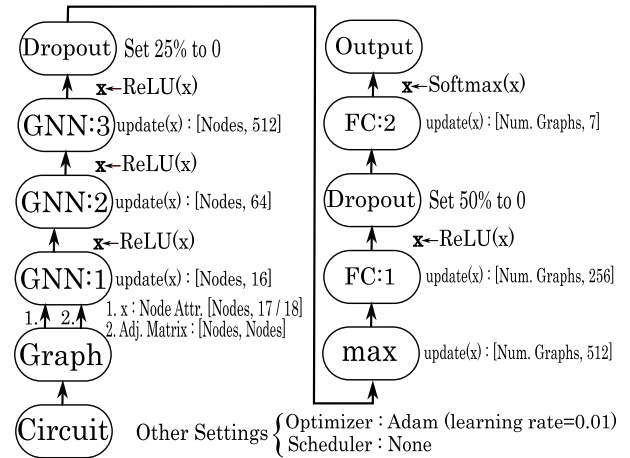 Dropout Set 25% to 0
x←ReLU(x)
GNN:3 update(x) : [Nodes, 512]
x←ReLU(x)
GNN:2 update(x) : [Nodes, 64]
x←ReLU(x)
GNN:1 update(x) : [Nodes, 16]
1. 2. 1. x : Node Attr. [Nodes, 17 / 18]
2. Adj. Matrix : [Nodes, Nodes]
Graph
Circuit
Output
x←Softmax(x)
FC:2 update(x) : [Num. Graphs, 7]
Dropout Set 50% to 0
x←ReLU(x)
FC:1 update(x) : [Num. Graphs, 256]
max update(x) : [Num. Graphs, 512]
Other Settings { Optimizer : Adam (learning rate=0.01)
Scheduler : None